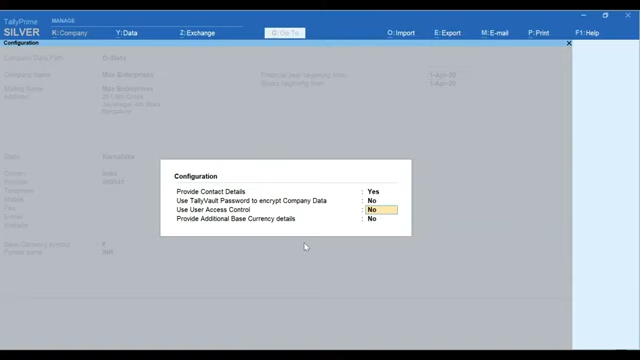 TallyPrime MANAGE
SILVER K:Company Y:Data Z:Exchange G: Go To O:Import E:Export M:E-mail P:Print F1:Help
Configuration
Company Data Path
Company Name Max Enterprises Financial year beginning from 1-Apr-20
Mailing Name Max Enterprises Books beginning from 1-Apr-20
Address
Bangalore
State Karnataka
Country India
Telephone
Mobile
Fax
E-mail
Website
Base Currency symbol ₹
Formal name INR
Configuration
Provide Contact Details : Yes
Use TallyVault Password to encrypt Company Data : No
Use User Access Control : No
Provide Additional Base Currency details : No